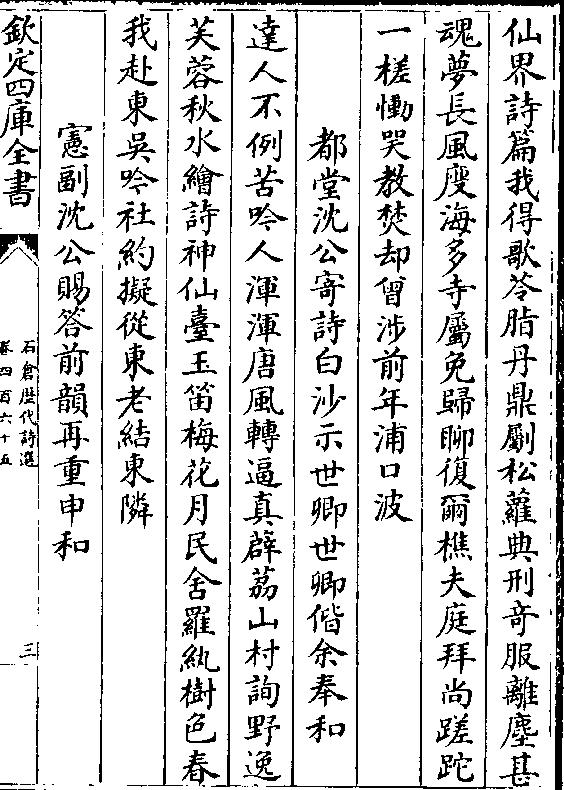 仙界詩篇我得歌苓脂丹鼎劚松蘿典刑竒服離塵甚
魂夢長風度海多寺屬免歸聊復爾樵夫庭拜尚蹉跎
一槎慟哭教焚却曾涉前年浦口波
都堂沈公寄詩白沙示世卿世卿偕余奉和
達人不例苦吟人渾渾唐風轉逼真薜荔山村詢野逸
芙蓉秋水繪詩神仙臺玉笛梅花月民舍羅紈樹色春
我赴東吳吟社約擬從東老結東隣
憲副沈公賜答前韻再重申和
欽定四庫全書
石倉歴代詩選
卷四百六十五
三